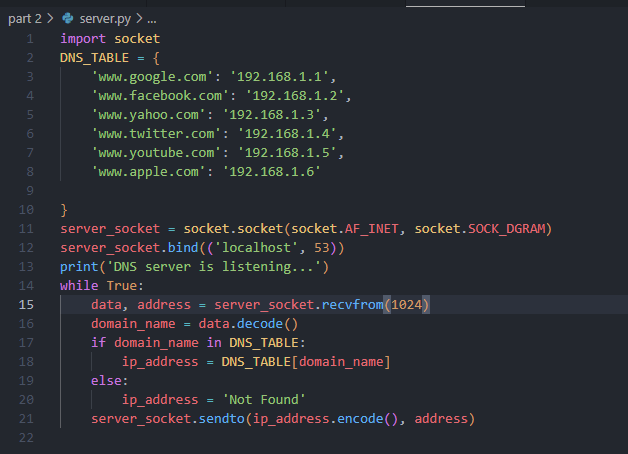 part 2 > server.py > ...
1 import socket
2 DNS_TABLE = {
3     'www.google.com': '192.168.1.1',
4     'www.facebook.com': '192.168.1.2',
5     'www.yahoo.com': '192.168.1.3',
6     'www.twitter.com': '192.168.1.4',
7     'www.youtube.com': '192.168.1.5',
8     'www.apple.com': '192.168.1.6'
9
10 }
11 server_socket = socket.socket(socket.AF_INET, socket.SOCK_DGRAM)
12 server_socket.bind(('localhost', 53))
13 print('DNS server is listening...')
14 while True:
15     data, address = server_socket.recvfrom(1024)
16     domain_name = data.decode()
17     if domain_name in DNS_TABLE:
18         ip_address = DNS_TABLE[domain_name]
19     else:
20         ip_address = 'Not Found'
21     server_socket.sendto(ip_address.encode(), address)
22